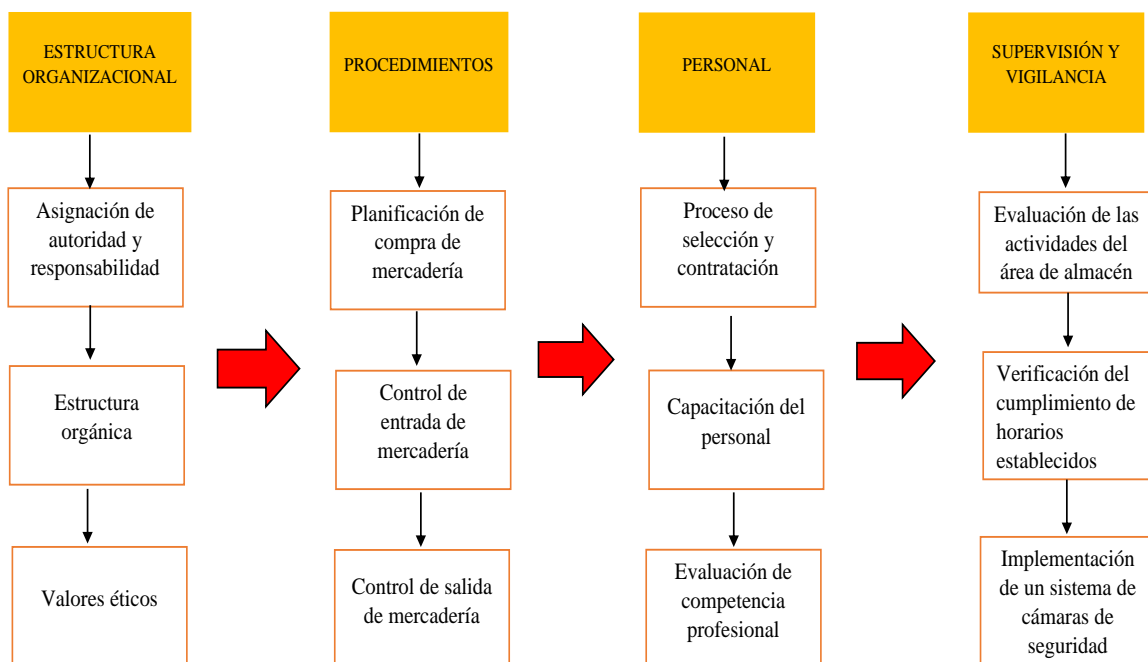 ESTRUCTURA
ORGANIZACIONAL
Asignación de
autoridad y
responsabilidad
Estructura
orgánica
Valores éticos
PROCEDIMIENTOS
Planificación de
compra de
mercadería
Control de
entrada de
mercadería
Control de salida
de mercadería
PERSONAL
Proceso de
selección y
contratación
Capacitación del
personal
Evaluación de
competencia
profesional
SUPERVISIÓN Y
VIGILANCIA
Evaluación de las
actividades del
área de almacén
Verificación del
cumplimiento de
horarios
establecidos
Implementación
de un sistema de
cámaras de
seguridad